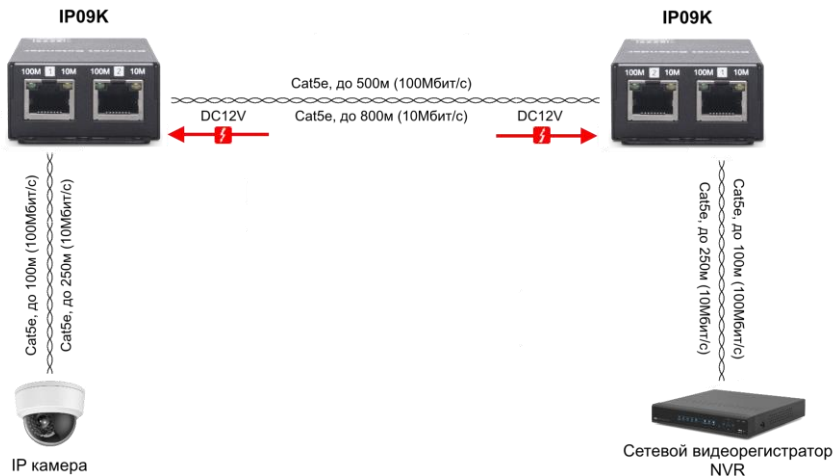 IP09K
IP09K
100M 1 10M 100M 2 10M
100M 2 10M 100M 1 10M
Cat5e, до 500м (100Мбит/с)
Cat5e, до 800м (10Мбит/с)
DC12V
DC12V
Cat5e, до 100м (100Мбит/с)
Cat5e, до 250м (10Мбит/с)
Cat5e, до 100м (100Мбит/с)
Cat5e, до 250м (10Мбит/с)
IP камера
Сетевой видеорегистратор
NVR